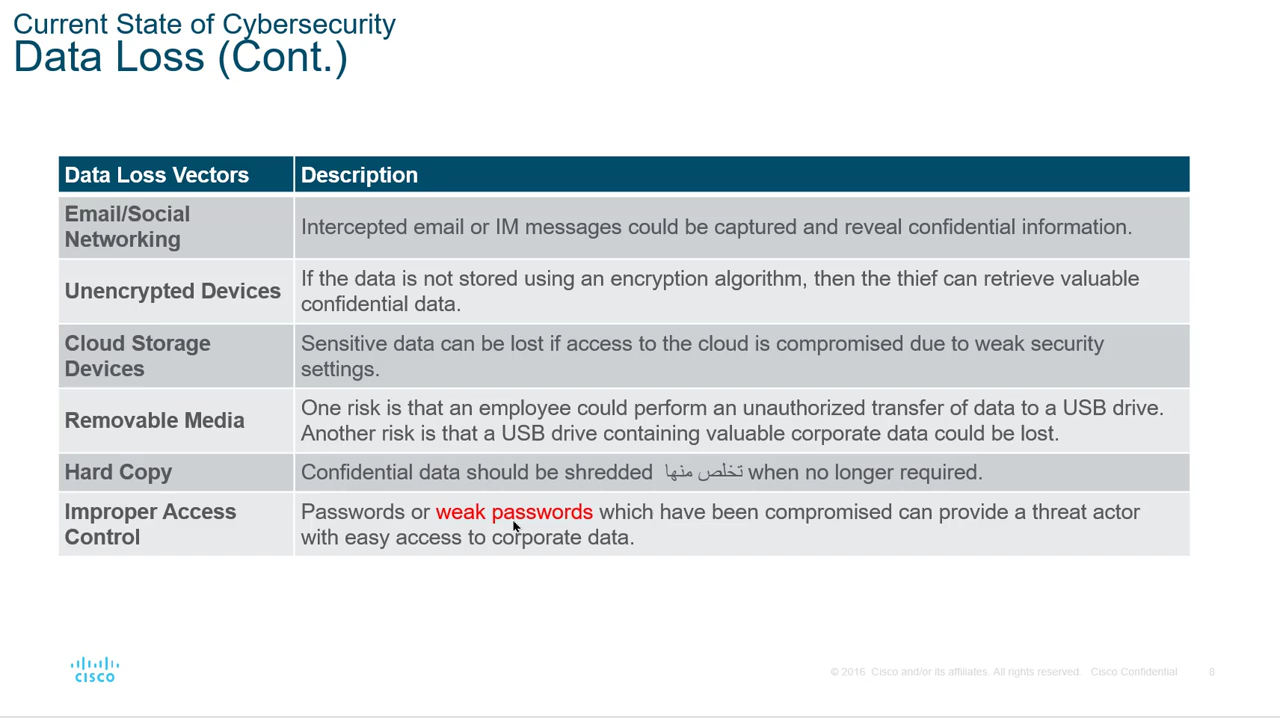 Current State of Cybersecurity
Data Loss (Cont.)
Data Loss Vectors
Description
Email/Social
Networking
Intercepted email or IM messages could be captured and reveal confidential information.
Unencrypted Devices
If the data is not stored using an encryption algorithm, then the thief can retrieve valuable
confidential data.
Cloud Storage
Devices
Sensitive data can be lost if access to the cloud is compromised due to weak security
settings.
Removable Media
One risk is that an employee could perform an unauthorized transfer of data to a USB drive.
Another risk is that a USB drive containing valuable corporate data could be lost.
Hard Copy
Confidential data should be shredded تخلص منها when no longer required.
Improper Access
Control
Passwords or weak passwords which have been compromised can provide a threat actor
with easy access to corporate data.
CISCO
© 2016 Cisco and/or its affiliates. All rights reserved. Cisco Confidential 8